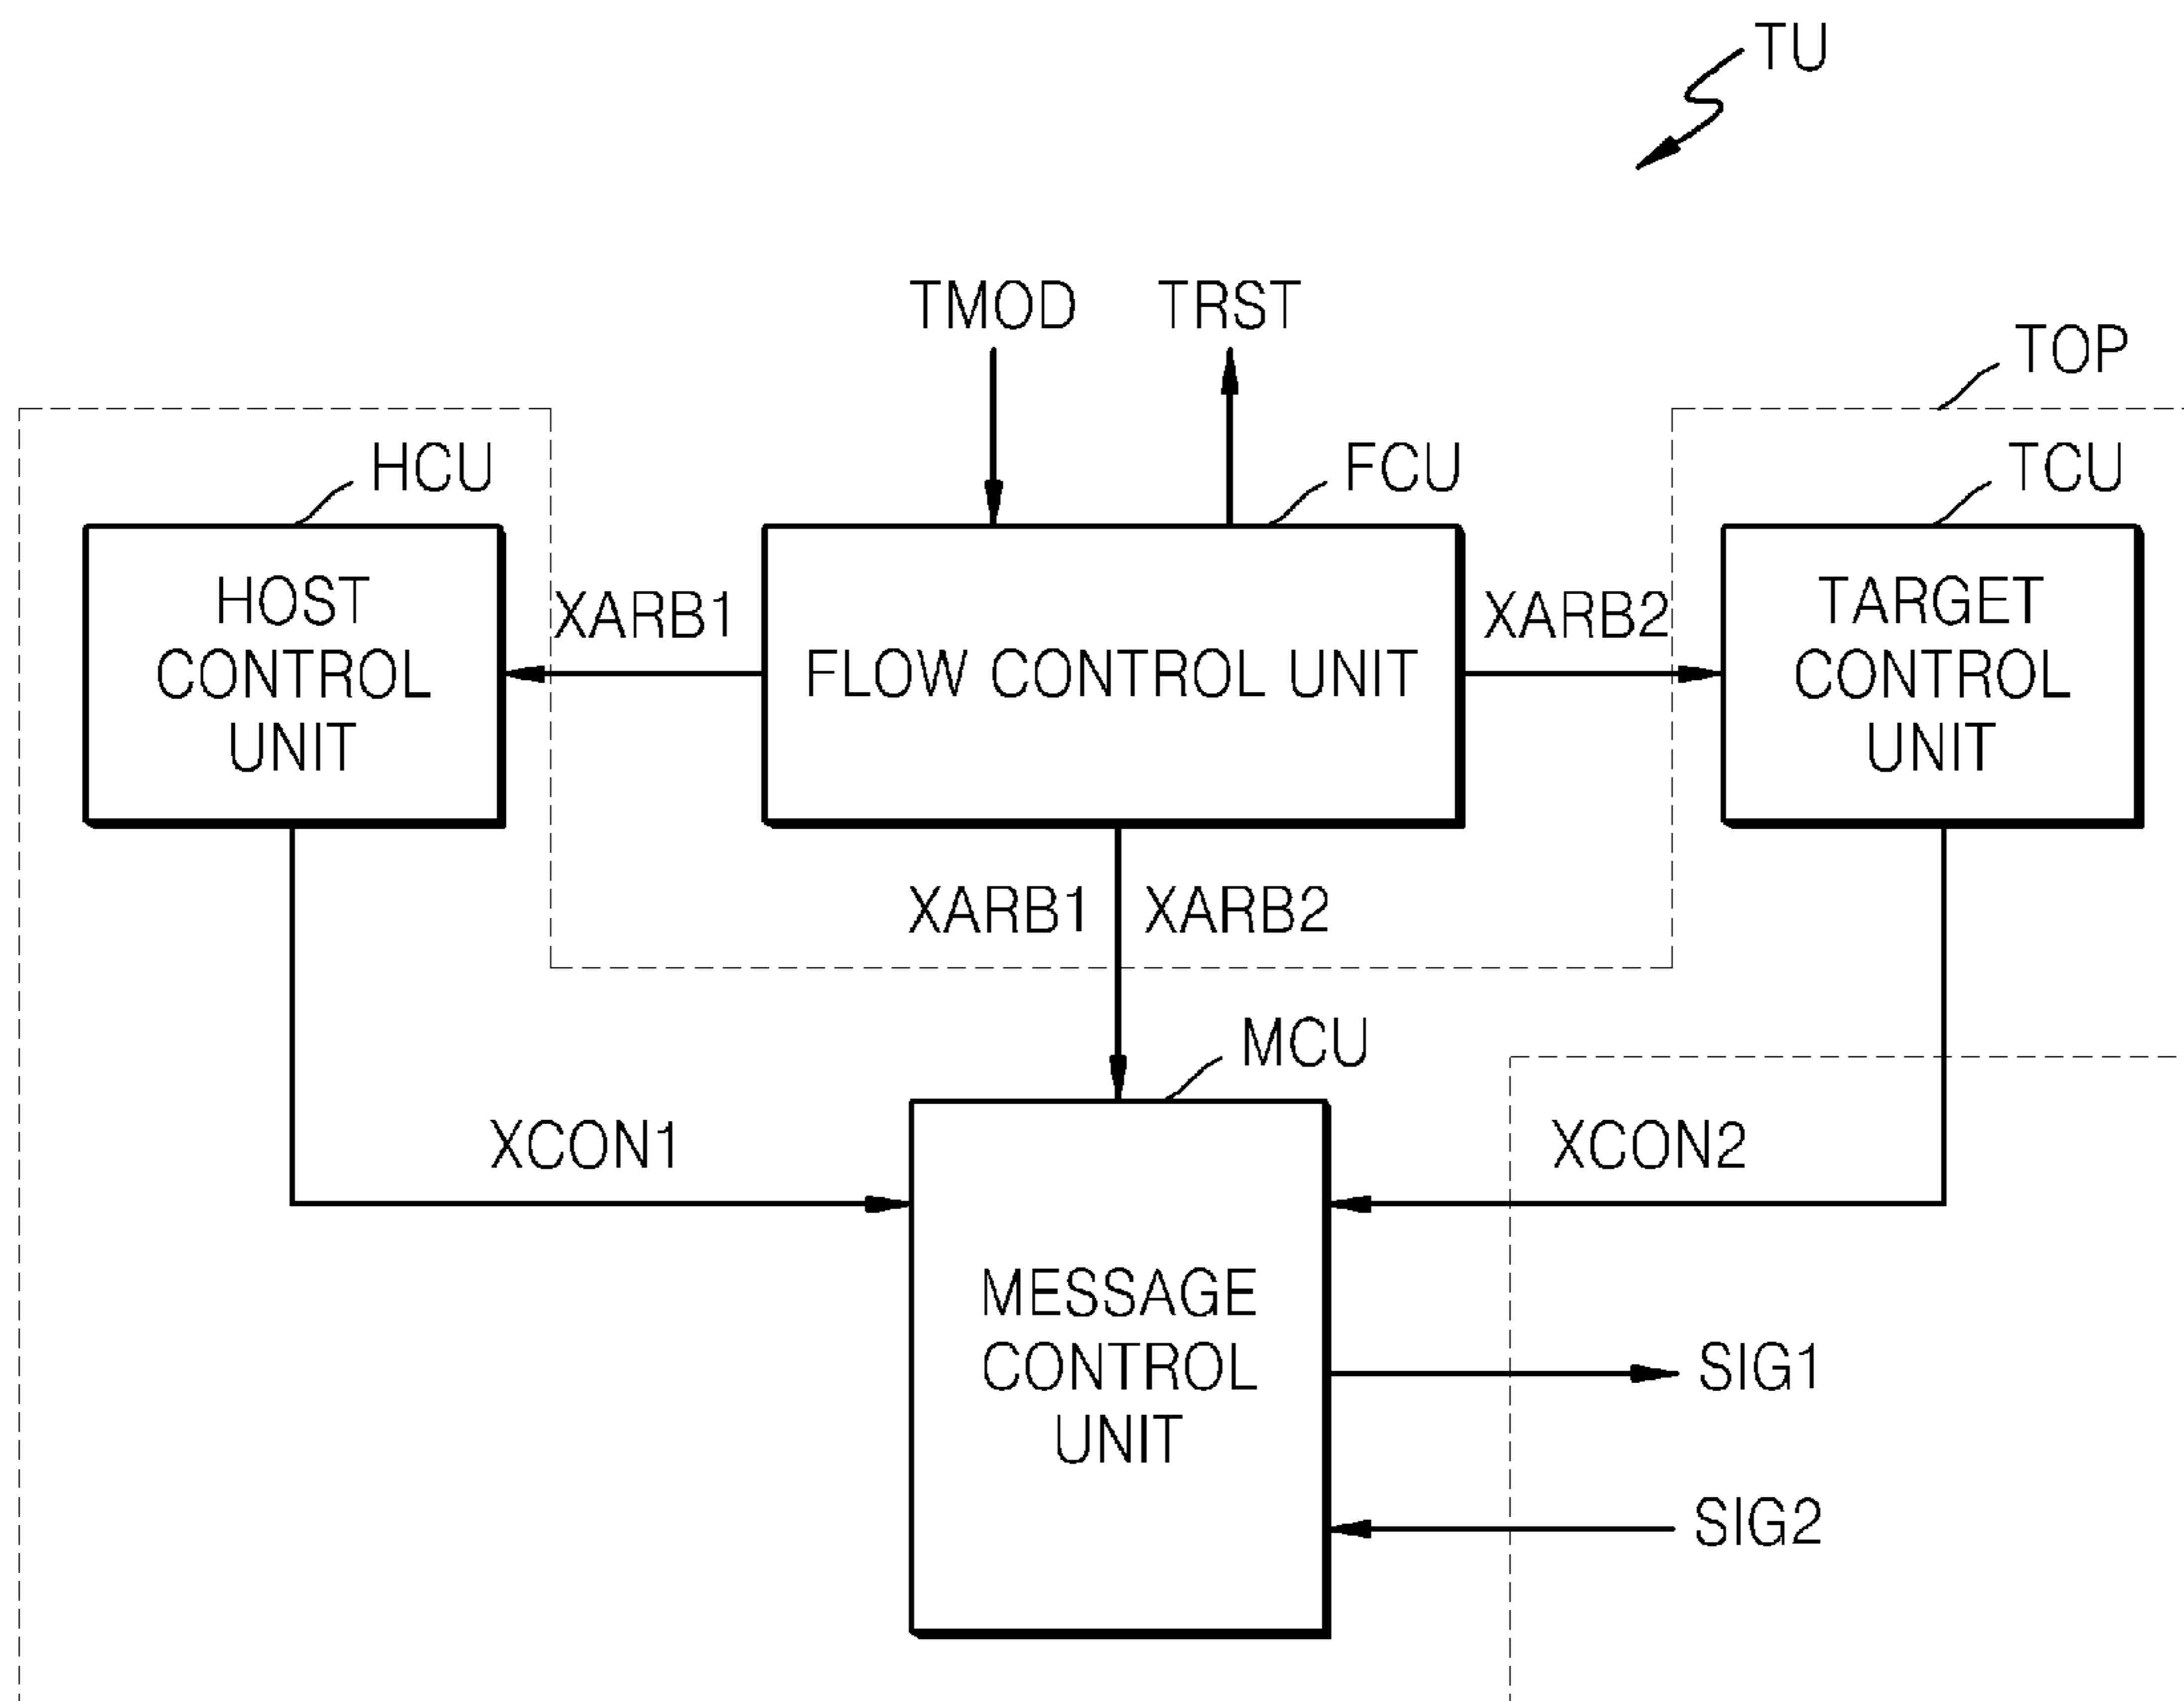 TU
TMOD
TRST
TOP
HCU
FCU
TCU
HOST
CONTROL
UNIT
XARB1
FLOW CONTROL UNIT
XARB2
TARGET
CONTROL
UNIT
XARB1
XARB2
MCU
XCON1
XCON2
MESSAGE
CONTROL
UNIT
SIG1
SIG2